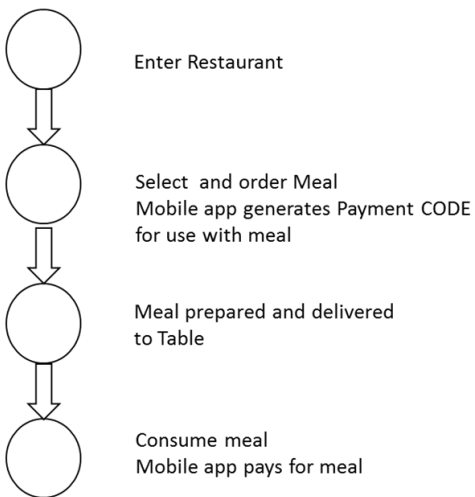 Enter Restaurant
Select and order Meal
Mobile app generates Payment CODE
for use with meal
Meal prepared and delivered
to Table
Consume meal
Mobile app pays for meal